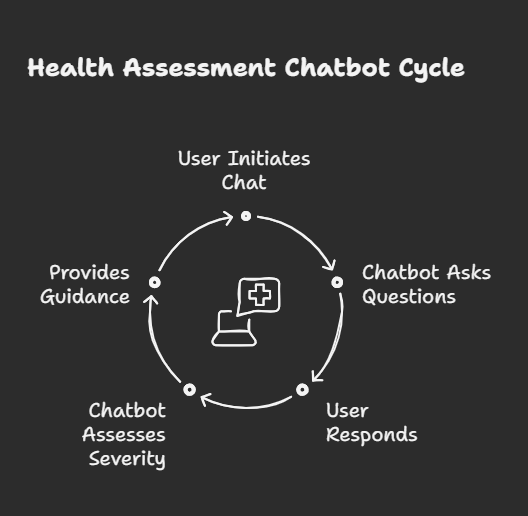 Health Assessment Chatbot Cycle
User Initiates
Chat
Chatbot Asks
Questions
User
Responds
Chatbot
Assesses
Severity
Provides
Guidance